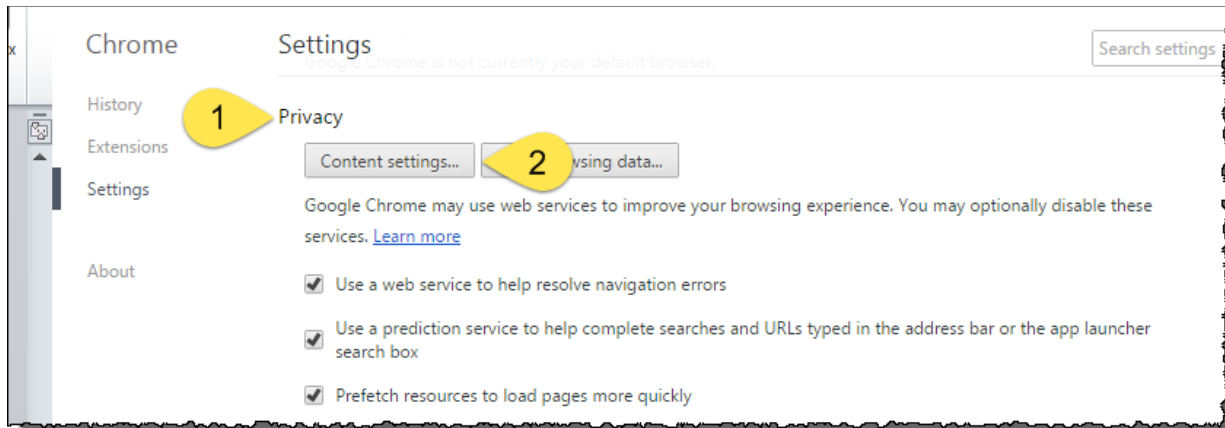 x
Chrome
Settings
Search settings
Google Chrome is not currently your default browser.
History
1
Privacy
Extensions
Content settings...
2
wsing data...
Settings
Google Chrome may use web services to improve your browsing experience. You may optionally disable these
services. Learn more
About
Use a web service to help resolve navigation errors
Use a prediction service to help complete searches and URLs typed in the address bar or the app launcher
search box
Prefetch resources to load pages more quickly